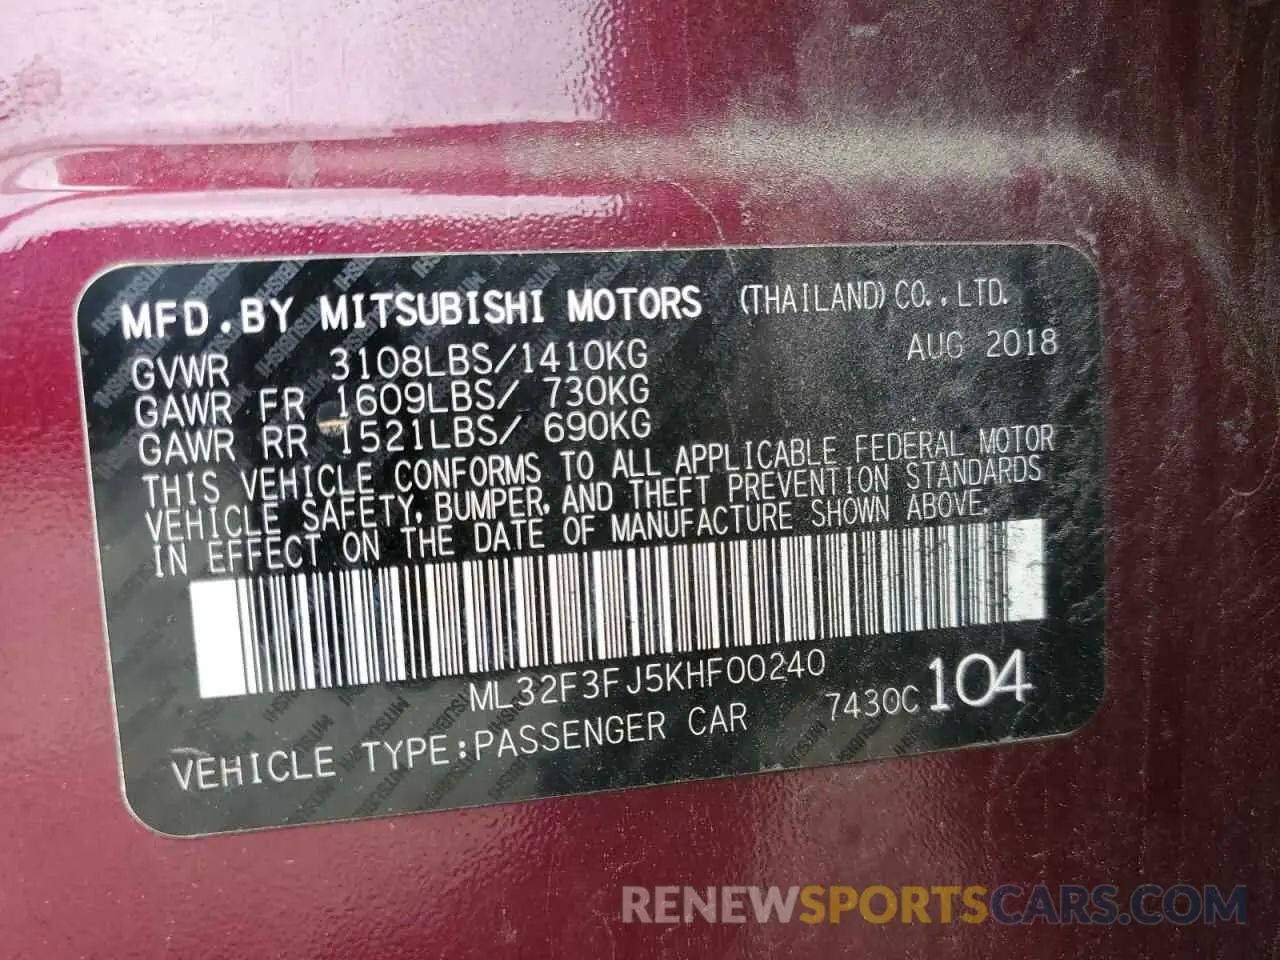 MFD.BY MITSUBISHI MOTORS (THAILAND)CO.,LTD.
GVWR 3108LBS/1410KG AUG 2018
GAWR FR 1609LBS/ 730KG
GAWR RR 1521LBS/ 690KG
THIS VEHICLE CONFORMS TO ALL APPLICABLE FEDERAL MOTOR
VEHICLE SAFETY, BUMPER, AND THEFT PREVENTION STANDARDS
IN EFFECT ON THE DATE OF MANUFACTURE SHOWN ABOVE.
ML32F3FJ5KHF00240
VEHICLE TYPE:PASSENGER CAR 7430C 104
RENEWSPORTSCARS.COM